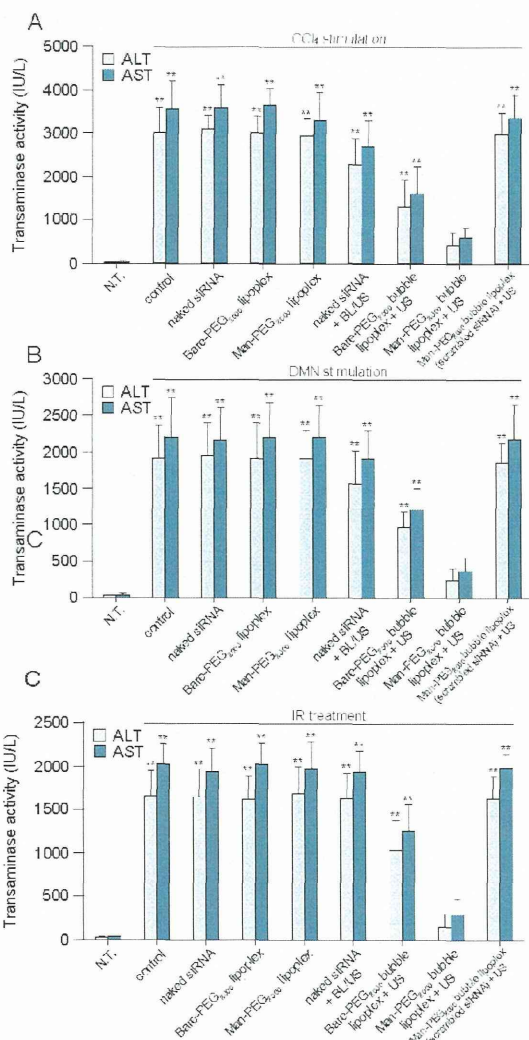 A
CCl4 stimulation
ALT
AST
Transaminase activity (IU/L)
5000
4000
3000
2000
1000
0
** ** ** ** ** ** ** ** ** ** ** ** ** ** **
N.T.
control
naked siRNA
Bare-PEG2000 lipoplex
Man-PEG2000 lipoplex
naked siRNA
+ BL/US
Bare-PEG2000 bubble
lipoplex + US
Man-PEG2000 bubble
lipoplex + US
Man-PEG2000 bubble lipoplex
(scrambled siRNA) + US
B
DMN stimulation
ALT
AST
Transaminase activity (IU/L)
3000
2500
2000
1500
1000
500
0
** ** ** ** ** ** ** ** ** ** ** ** ** **
C
N.T.
control
naked siRNA
Bare-PEG2000 lipoplex
Man-PEG2000 lipoplex
naked siRNA
+ BL/US
Bare-PEG2000 bubble
lipoplex + US
Man-PEG2000 bubble
lipoplex + US
Man-PEG2000 bubble lipoplex
(scrambled siRNA) + US
C
IR treatment
ALT
AST
Transaminase activity (IU/L)
2500
2000
1500
1000
500
0
** ** ** ** ** ** ** ** ** ** ** ** ** **
N.T.
control
naked siRNA
Bare-PEG2000 lipoplex
Man-PEG2000 lipoplex
naked siRNA
+ BL/US
Bare-PEG2000 bubble
lipoplex + US
Man-PEG2000 bubble
lipoplex + US
Man-PEG2000 bubble lipoplex
(scrambled siRNA) + US